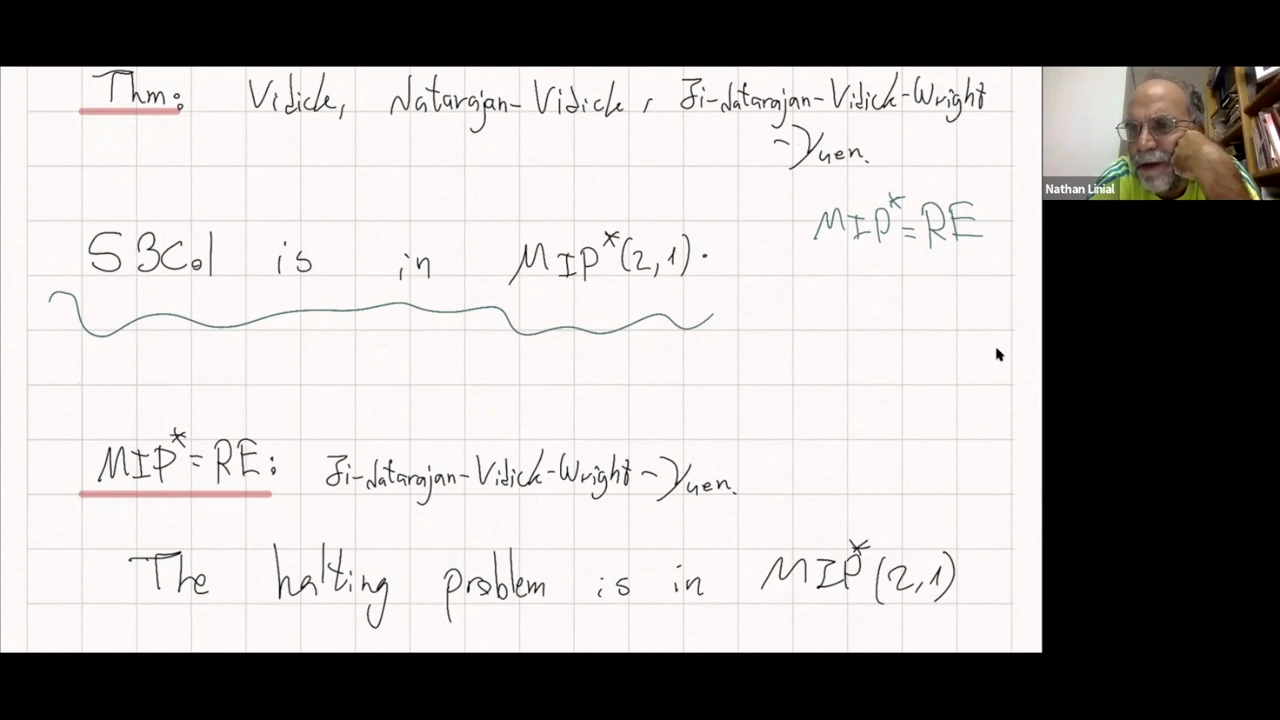 Thm: Vidick, Natarajan-Vidick, Ji-Natarajan-Vidick-Wright
-Yuen.
MIP* = RE
S3Col is in MIP*(2,1).
MIP* = RE: Ji-Natarajan-Vidick-Wright-Yuen.
The halting problem is in MIP*(2,1)
Nathan Linial